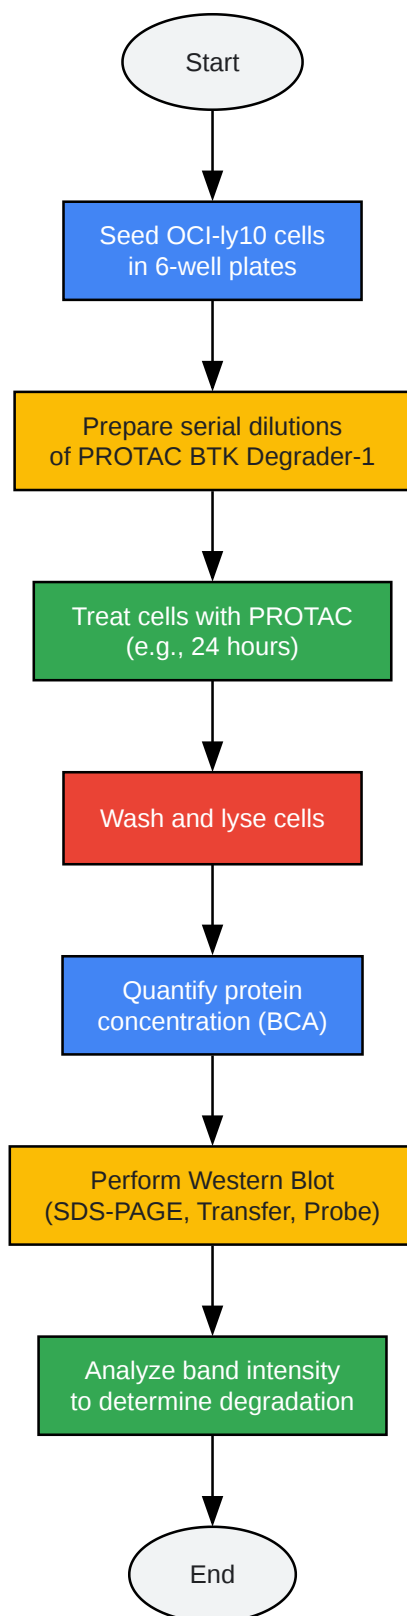 Start
Seed OCI-ly10 cells
in 6-well plates
Prepare serial dilutions
of PROTAC BTK Degrader-1
Treat cells with PROTAC
(e.g., 24 hours)
Wash and lyse cells
Quantify protein
concentration (BCA)
Perform Western Blot
(SDS-PAGE, Transfer, Probe)
Analyze band intensity
to determine degradation
End